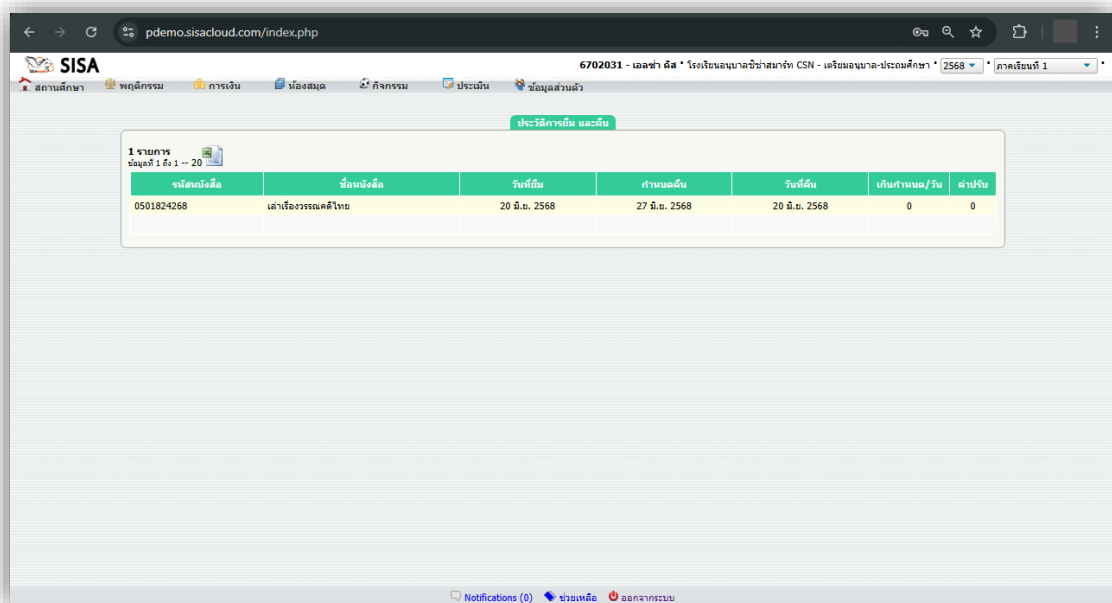 pdemo.sisacloud.com/index.php
SISA
6702031 - เอลซ่า ดิส * โรงเรียนอนุบาลซีซ่าสมาร์ท CSN - เตรียมอนุบาล-ประถมศึกษา * 2568 * ภาคเรียนที่ 1
สถานศึกษา พฤติกรรม การเงิน ห้องสมุด กิจกรรม ประเมิน ข้อมูลส่วนตัว
ประวัติการยืม และคืน
1 รายการ
ข้อมูลที่ 1 ถึง 1 -- 20
รหัสหนังสือ ชื่อหนังสือ วันที่ยืม กำหนดคืน วันที่คืน เกินกำหนด/วัน ค่าปรับ
0501824268 เล่าเรื่องวรรณคดีไทย 20 มิ.ย. 2568 27 มิ.ย. 2568 20 มิ.ย. 2568 0 0
Notifications (0) ช่วยเหลือ ออกจากระบบ